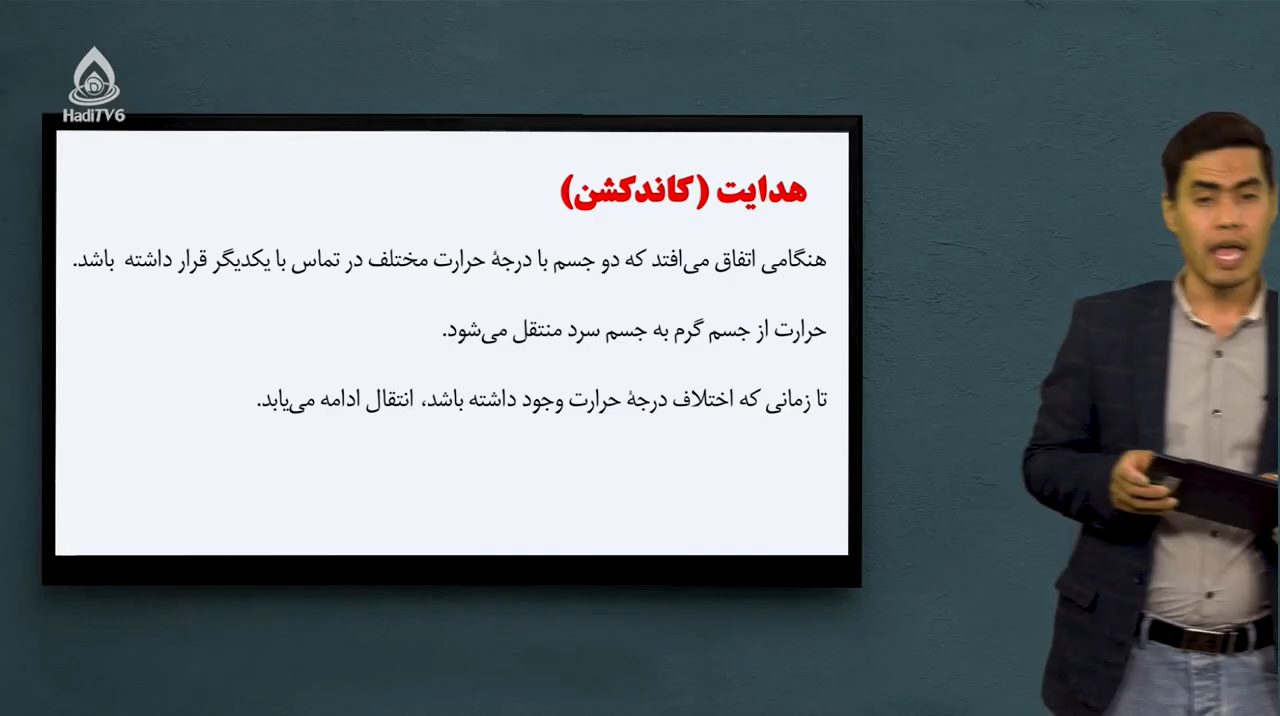 HadiTV6
هدایت (کاندکشن)
هنگامی اتفاق می‌افتد که دو جسم با درجهٔ حرارت مختلف در تماس با یکدیگر قرار داشته باشد.
حرارت از جسم گرم به جسم سرد منتقل می‌شود.
تا زمانی که اختلاف درجهٔ حرارت وجود داشته باشد، انتقال ادامه می‌یابد.